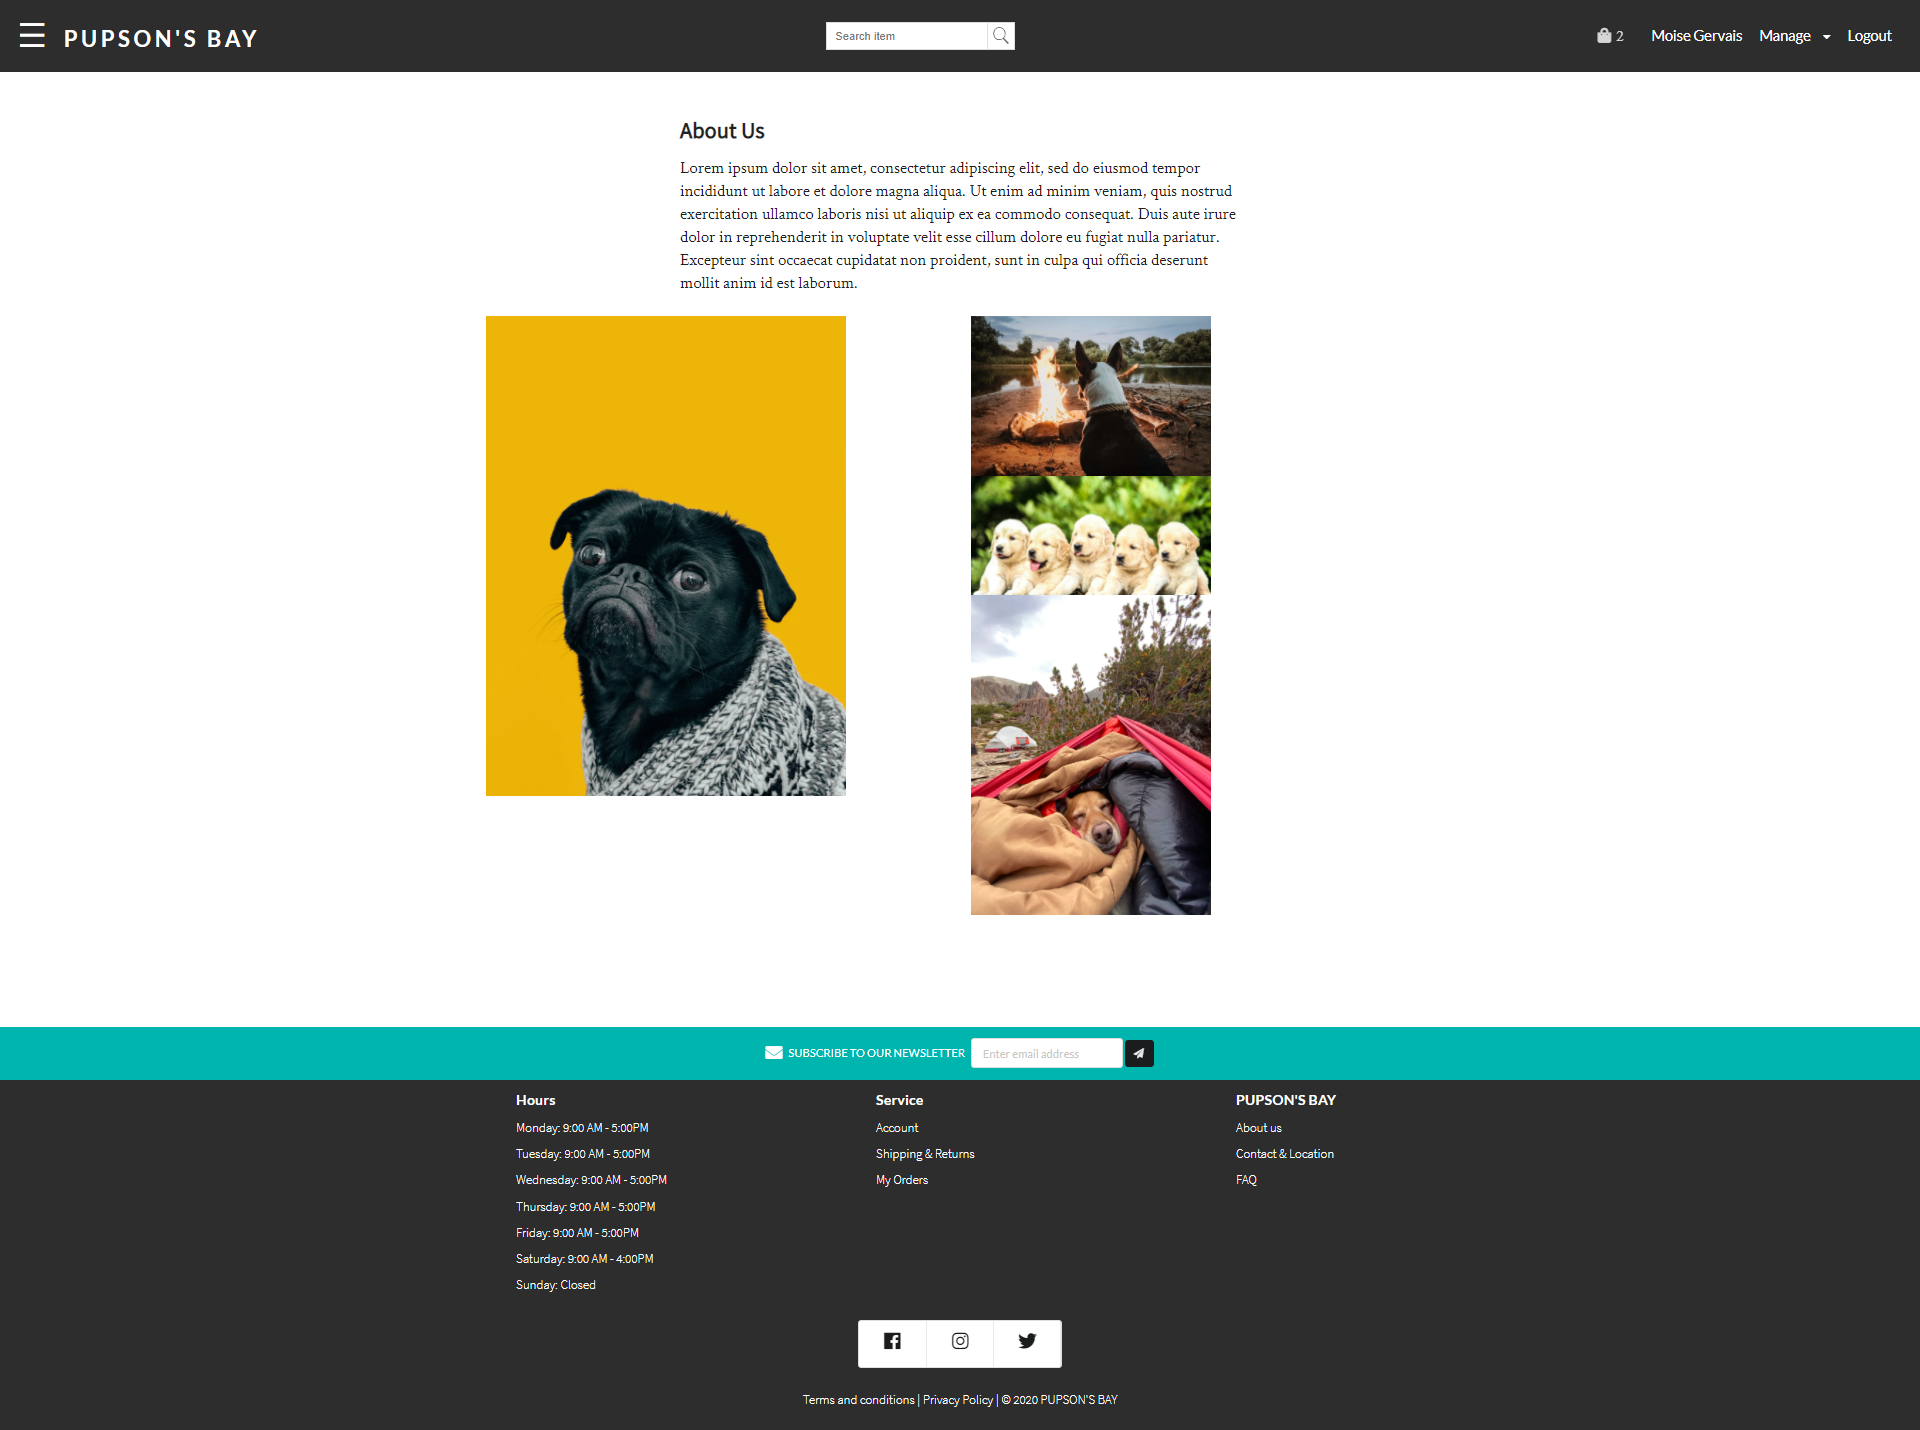 PUPSON'S BAY
Search item
2
Moise Gervais
Manage
Logout
About Us
Lorem ipsum dolor sit amet, consectetur adipiscing elit, sed do eiusmod tempor
incididunt ut labore et dolore magna aliqua. Ut enim ad minim veniam, quis nostrud
exercitation ullamco laboris nisi ut aliquip ex ea commodo consequat. Duis aute irure
dolor in reprehenderit in voluptate velit esse cillum dolore eu fugiat nulla pariatur.
Excepteur sint occaecat cupidatat non proident, sunt in culpa qui officia deserunt
mollit anim id est laborum.
SUBSCRIBE TO OUR NEWSLETTER
Enter email address
Hours
Monday: 9:00 AM - 5:00PM
Tuesday: 9:00 AM - 5:00PM
Wednesday: 9:00 AM - 5:00PM
Thursday: 9:00 AM - 5:00PM
Friday: 9:00 AM - 5:00PM
Saturday: 9:00 AM - 4:00PM
Sunday: Closed
Service
Account
Shipping & Returns
My Orders
PUPSON'S BAY
About us
Contact & Location
FAQ
Terms and conditions | Privacy Policy | © 2020 PUPSON'S BAY